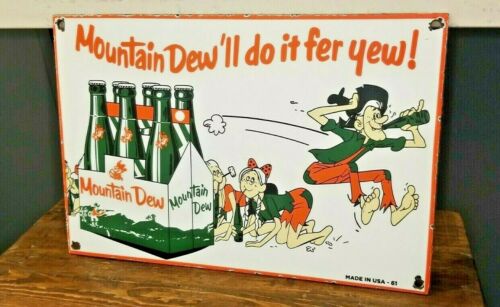 Mountain Dew'll do it fer yew!
Mountain Dew
Mountain
Dew
MADE IN USA - 61